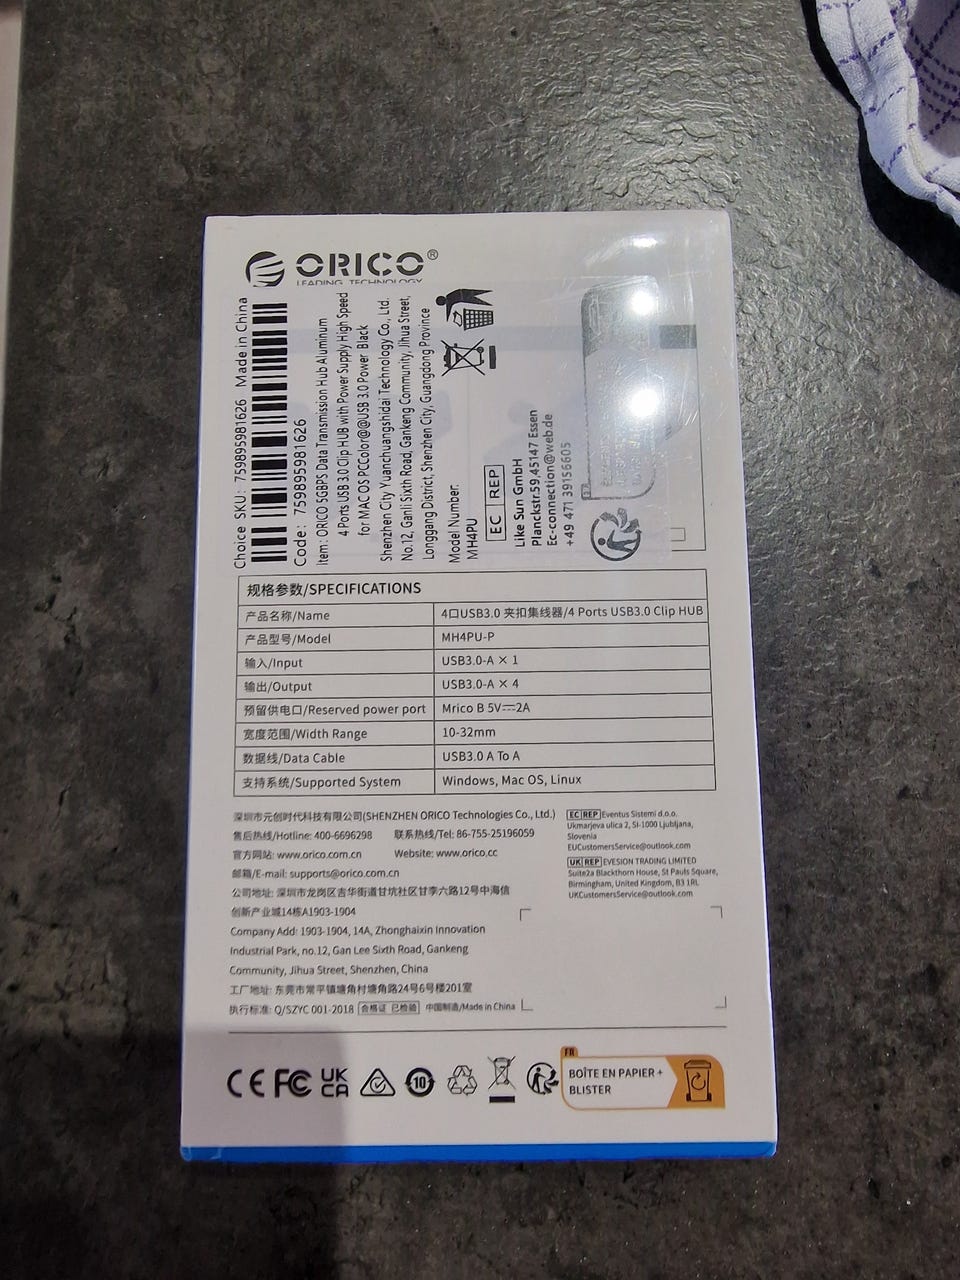 ORICO®
LEADING TECHNOLOGY
Choice SKU: 759895981626 Made in China
Code: 759895981626
Item: ORICO 5GBPS Data Transmission Hub Aluminum
4 Ports USB 3.0 Clip HUB with Power Supply High Speed
for MAC OS PCColor@@USB 3.0 Power Black
Shenzhen City Yuanchuangshidai Technology Co., Ltd.
No.12, Ganli Sixth Road, Gankeng Community, Jihua Street,
Longgang District, Shenzhen City, Guangdong Province
Model Number:
MH4PU
EC REP
Like Sun GmbH
Planckstr.59,45147 Essen
Ec-connection@web.de
+49 471 39156605
规格参数/SPECIFICATIONS
产品名称/Name 4口USB3.0 夹扣集线器/4 Ports USB3.0 Clip HUB
产品型号/Model MH4PU-P
输入/Input USB3.0-A × 1
输出/Output USB3.0-A × 4
预留供电口/Reserved power port Mrico B 5V⎓2A
宽度范围/Width Range 10-32mm
数据线/Data Cable USB3.0 A To A
支持系统/Supported System Windows, Mac OS, Linux
深圳市元创时代科技有限公司(SHENZHEN ORICO Technologies Co., Ltd.)
售后热线/Hotline: 400-6696298 联系热线/Tel: 86-755-25196059
官方网站: www.orico.com.cn Website: www.orico.cc
邮箱/E-mail: supports@orico.com.cn
公司地址: 深圳市龙岗区吉华街道甘坑社区甘李六路12号中海信
创新产业城14栋A1903-1904
Company Add: 1903-1904, 14A, Zhonghaixin Innovation
Industrial Park, no.12, Gan Lee Sixth Road, Gankeng
Community, Jihua Street, Shenzhen, China
工厂地址: 东莞市常平镇塘角村塘角路24号6号楼201室
执行标准: Q/SZYC 001-2018 合格证 已检验 中国制造/Made in China
EC REP Eventus Sistemi d.o.o.
Ukmarjeva ulica 2, SI-1000 Ljubljana,
Slovenia
EUCustomersService@outlook.com
UK REP EVESION TRADING LIMITED
Suite2a Blackthorn House, St Pauls Square,
Birmingham, United Kingdom, B3 1RL
UKCustomersService@outlook.com
CE FC UK
CA
10
FR
BOÎTE EN PAPIER +
BLISTER